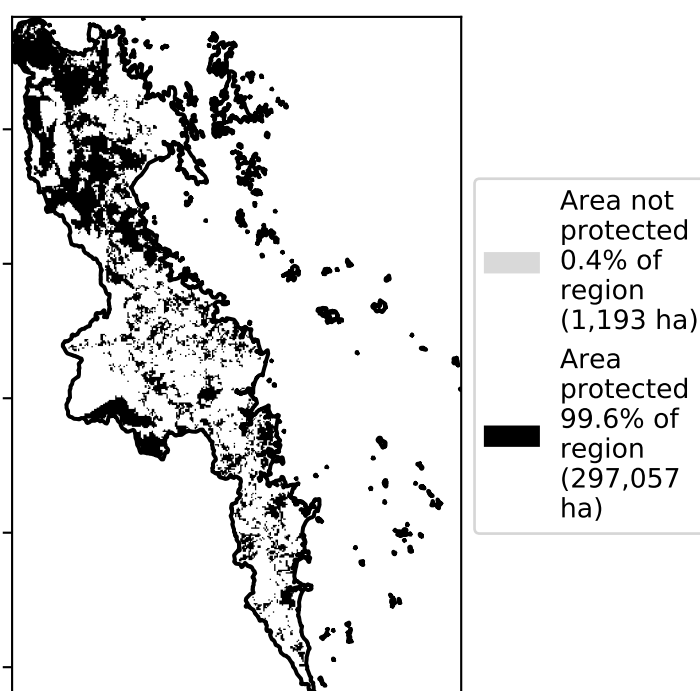 Area not
protected
0.4% of
region
(1,193 ha)
Area
protected
99.6% of
region
(297,057
ha)